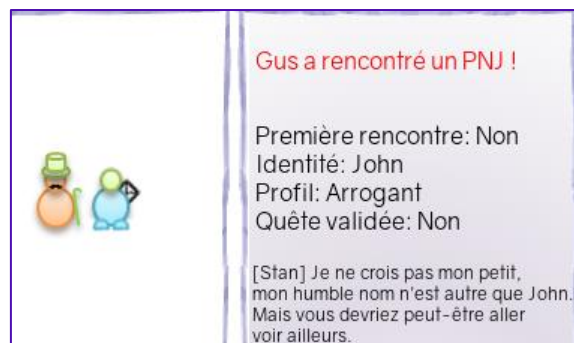 Gus a rencontré un PNJ !
Première rencontre: Non
Identité: John
Profil: Arrogant
Quête validée: Non
[Stan] Je ne crois pas mon petit,
mon humble nom n'est autre que John.
Mais vous devriez peut-être aller
voir ailleurs.